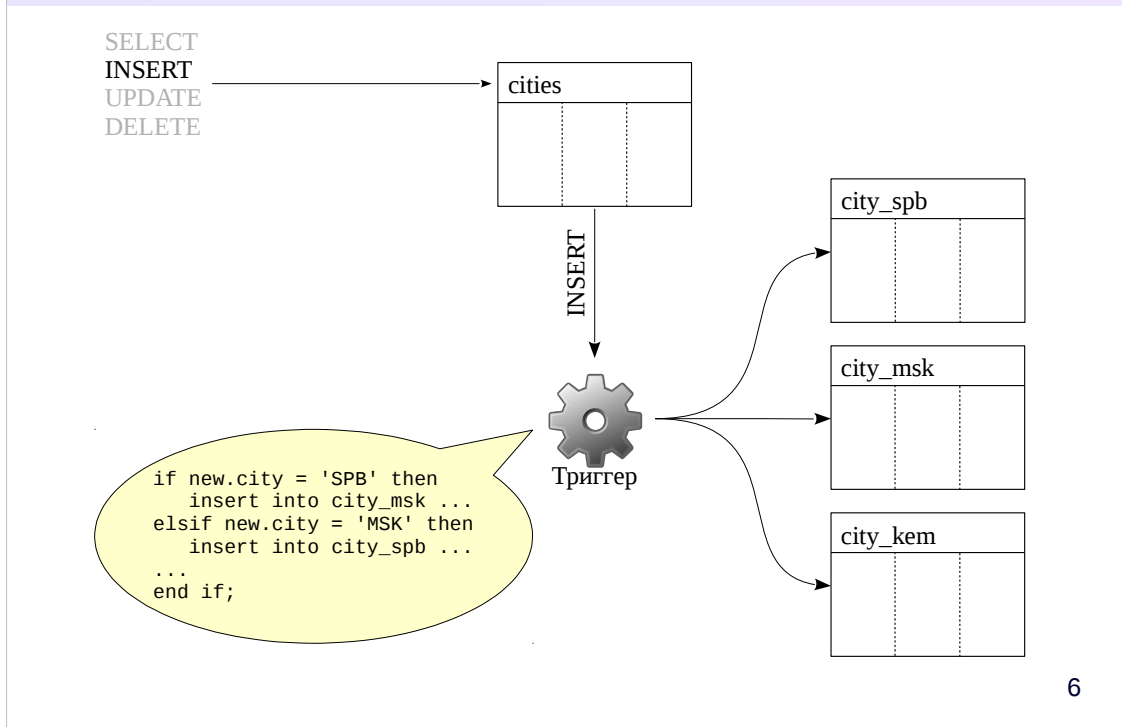 SELECT
INSERT
UPDATE
DELETE
cities
INSERT
city_spb
city_msk
city_kem
Триггер
if new.city = 'SPB' then
insert into city_msk ...
elsif new.city = 'MSK' then
insert into city_spb ...
...
end if;
6